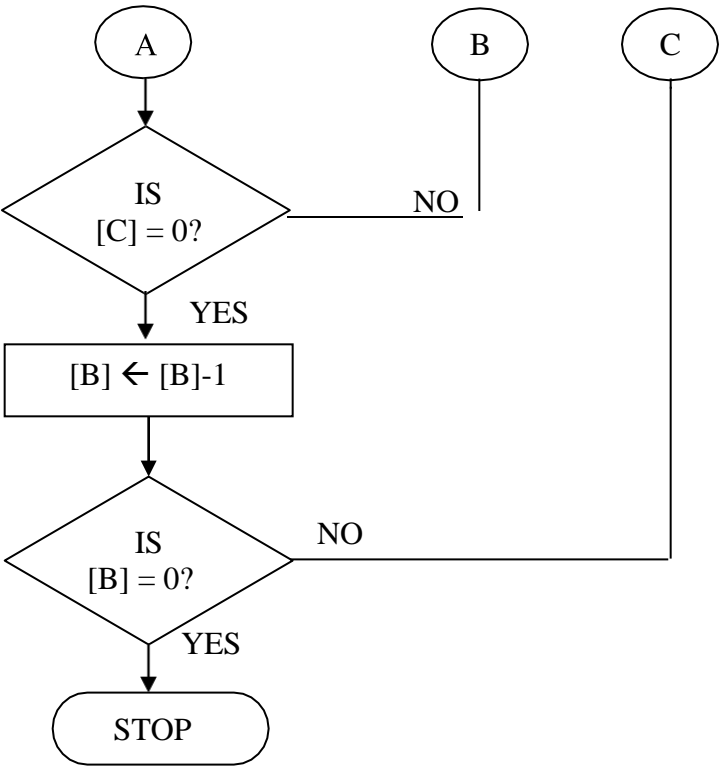 A
B
C
IS
[C] = 0?
NO
YES
[B] ← [B]-1
IS
[B] = 0?
NO
YES
STOP